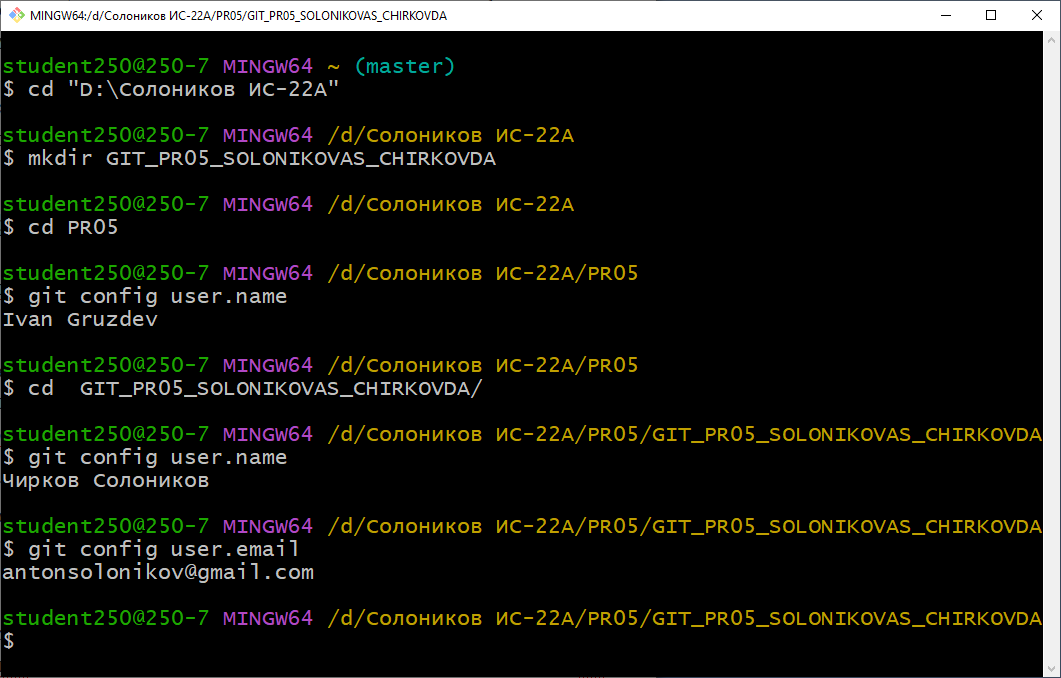 MINGW64:/d/Солоников ИС-22А/PR05/GIT_PR05_SOLONIKOVAS_CHIRKOVDA
student250@250-7 MINGW64 ~ (master)
$ cd "D:\Солоников ИС-22А"
student250@250-7 MINGW64 /d/Солоников ИС-22А
$ mkdir GIT_PR05_SOLONIKOVAS_CHIRKOVDA
student250@250-7 MINGW64 /d/Солоников ИС-22А
$ cd PR05
student250@250-7 MINGW64 /d/Солоников ИС-22А/PR05
$ git config user.name
Ivan Gruzdev
student250@250-7 MINGW64 /d/Солоников ИС-22А/PR05
$ cd  GIT_PR05_SOLONIKOVAS_CHIRKOVDA/
student250@250-7 MINGW64 /d/Солоников ИС-22А/PR05/GIT_PR05_SOLONIKOVAS_CHIRKOVDA
$ git config user.name
Чирков Солоников
student250@250-7 MINGW64 /d/Солоников ИС-22А/PR05/GIT_PR05_SOLONIKOVAS_CHIRKOVDA
$ git config user.email
antonsolonikov@gmail.com
student250@250-7 MINGW64 /d/Солоников ИС-22А/PR05/GIT_PR05_SOLONIKOVAS_CHIRKOVDA
$